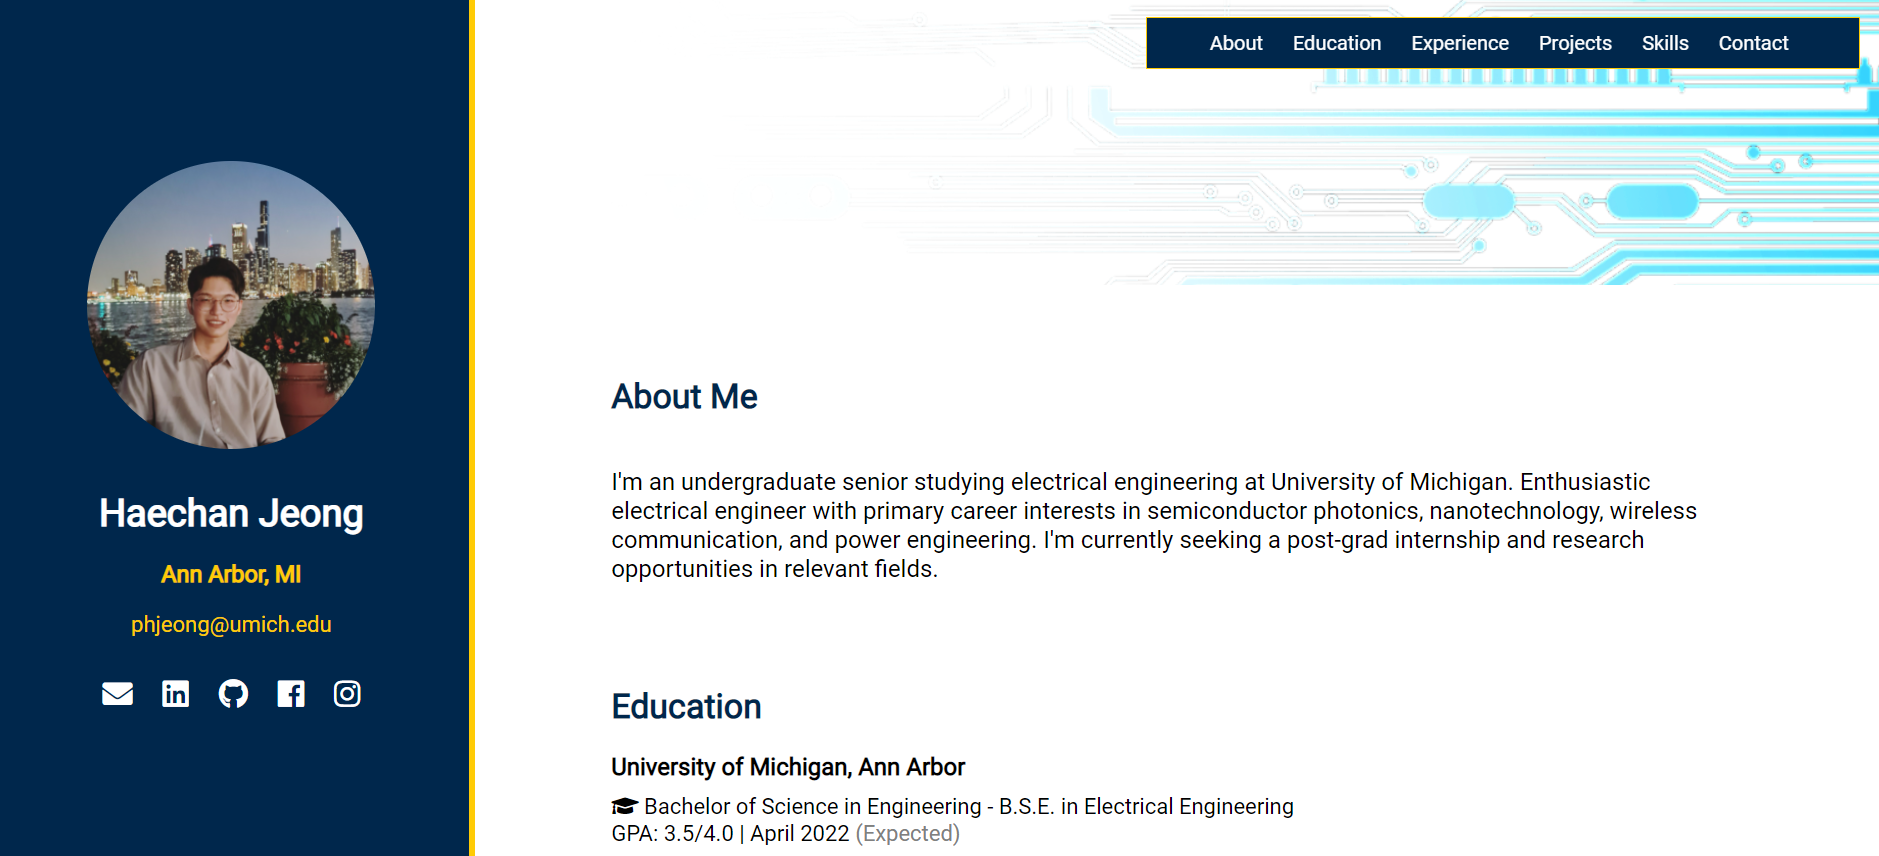 About Education Experience Projects Skills Contact
Haechan Jeong
Ann Arbor, MI
phjeong@umich.edu
About Me
I'm an undergraduate senior studying electrical engineering at University of Michigan. Enthusiastic
electrical engineer with primary career interests in semiconductor photonics, nanotechnology, wireless
communication, and power engineering. I'm currently seeking a post-grad internship and research
opportunities in relevant fields.
Education
University of Michigan, Ann Arbor
Bachelor of Science in Engineering - B.S.E. in Electrical Engineering
GPA: 3.5/4.0 | April 2022 (Expected)